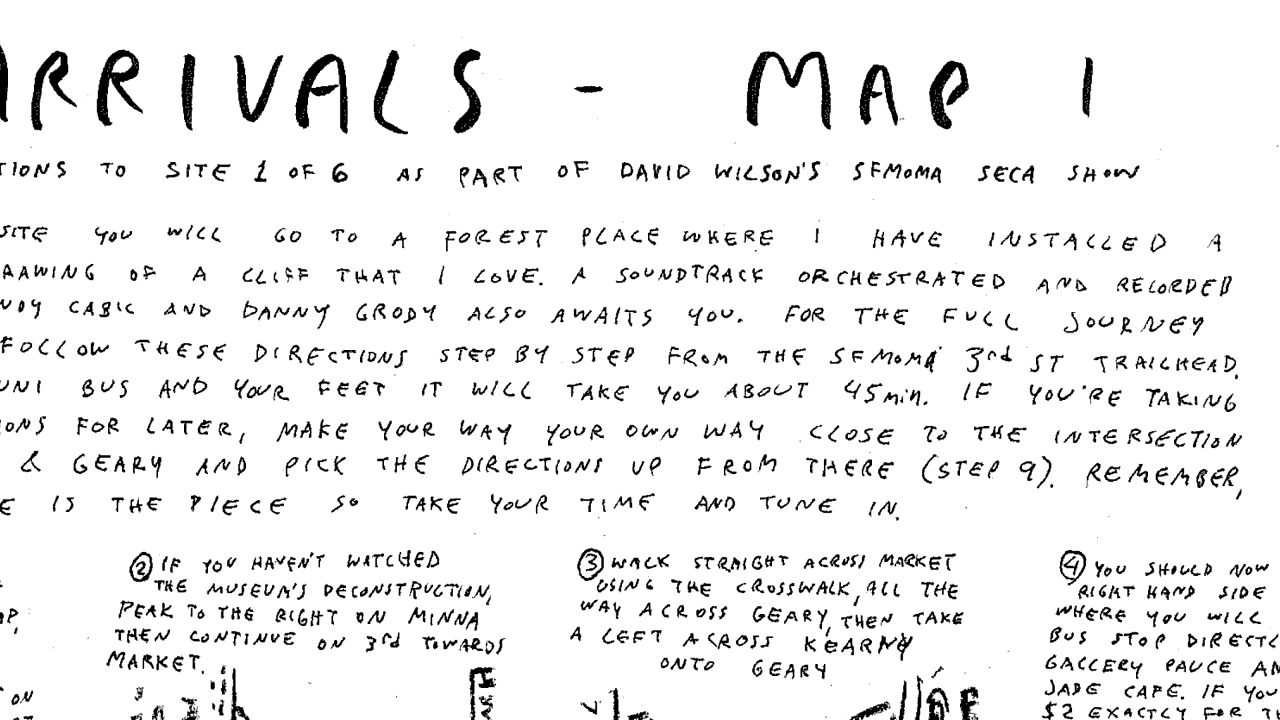 ARRIVALS - MAP 1
TIONS TO SITE 1 OF 6 AS PART OF DAVID WILSON'S SFMOMA SECA SHOW
SITE YOU WILL GO TO A FOREST PLACE WHERE I HAVE INSTALLED A
RAWING OF A CLIFF THAT I LOVE. A SOUNDTRACK ORCHESTRATED AND RECORDED
NDY CABIC AND DANNY GRODY ALSO AWAITS YOU. FOR THE FULL JOURNEY
FOLLOW THESE DIRECTIONS STEP BY STEP FROM THE SFMOMA 3rd ST TRAILHEAD.
UNI BUS AND YOUR FEET IT WILL TAKE YOU ABOUT 45min. IF YOU'RE TAKING
IONS FOR LATER, MAKE YOUR WAY YOUR OWN WAY CLOSE TO THE INTERSECTION
& GEARY AND PICK THE DIRECTIONS UP FROM THERE (STEP 9). REMEMBER,
E IS THE PIECE SO TAKE YOUR TIME AND TUNE IN.
② IF YOU HAVEN'T WATCHED
THE MUSEUM'S DECONSTRUCTION,
PEAK TO THE RIGHT ON MINNA
THEN CONTINUE ON 3rd TOWARDS
MARKET.
③ WALK STRAIGHT ACROSS MARKET
USING THE CROSSWALK, ALL THE
WAY ACROSS GEARY, THEN TAKE
A LEFT ACROSS KEARNY
ONTO GEARY
④ YOU SHOULD NOW
RIGHT HAND SIDE
WHERE YOU WILL
BUS STOP DIRECTL
GALLERY PAUCE AN
JADE CAFE. IF YOU
$2 EXACTLY FOR TH
OP,
ON